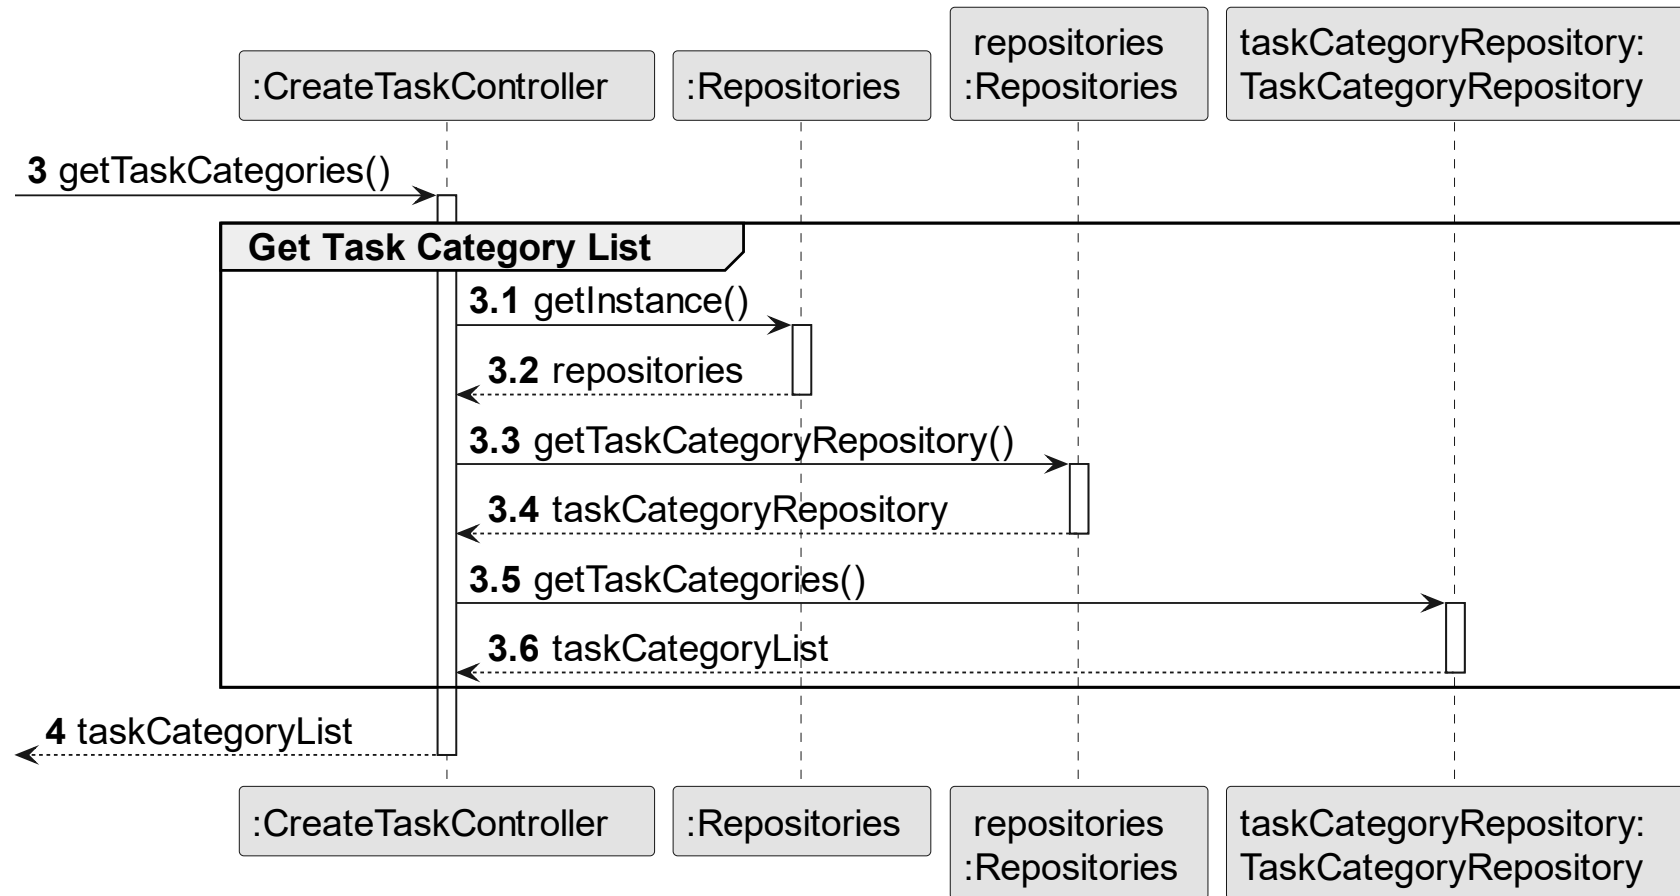 repositories
taskCategoryRepository:
:CreateTaskController
:Repositories
:Repositories
TaskCategoryRepository
3 getTaskCategories()
Get Task Category List
3.1 getInstance()
3.2 repositories
3.3 getTaskCategoryRepository()
3.4 taskCategoryRepository
3.5 getTaskCategories()
3.6 taskCategoryList
4 taskCategoryList
:CreateTaskController
:Repositories
repositories
:Repositories
taskCategoryRepository:
TaskCategoryRepository